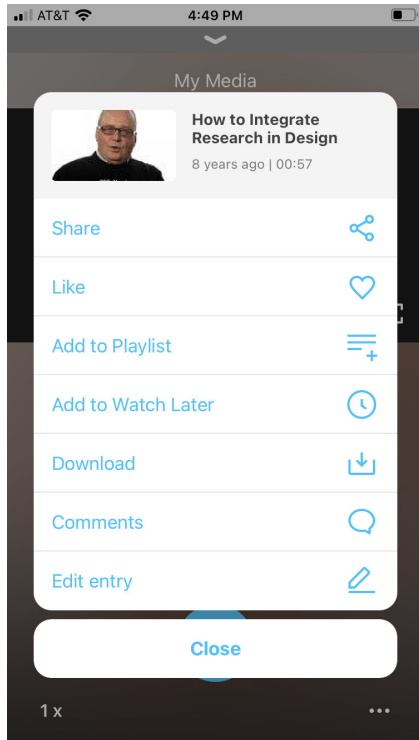 AT&T
4:49 PM
My Media
How to Integrate
Research in Design
8 years ago | 00:57
Share
Like
Add to Playlist
Add to Watch Later
Download
Comments
Edit entry
Close
1 x